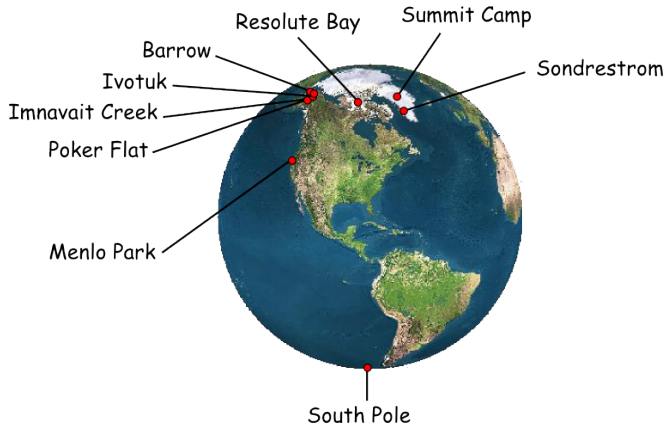 Resolute Bay
Summit Camp
Barrow
Sondrestrom
Ivotuk
Imnavait Creek
Poker Flat
Menlo Park
South Pole